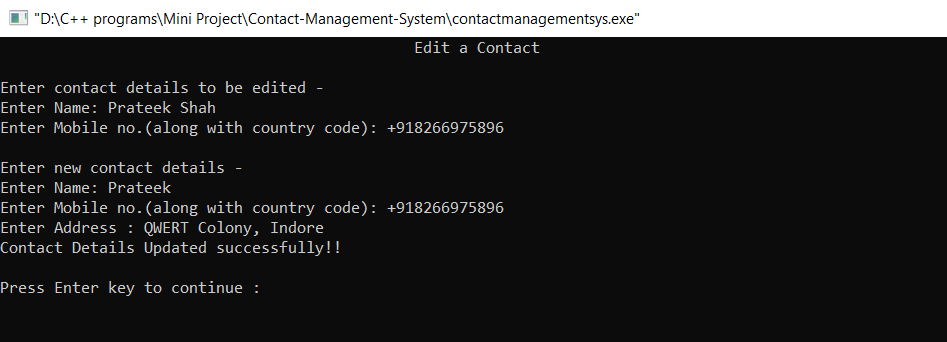 "D:\C++ programs\Mini Project\Contact-Management-System\contactmanagementsys.exe"
Edit a Contact
Enter contact details to be edited -
Enter Name: Prateek Shah
Enter Mobile no.(along with country code): +918266975896
Enter new contact details -
Enter Name: Prateek
Enter Mobile no.(along with country code): +918266975896
Enter Address : QWERT Colony, Indore
Contact Details Updated successfully!!
Press Enter key to continue :